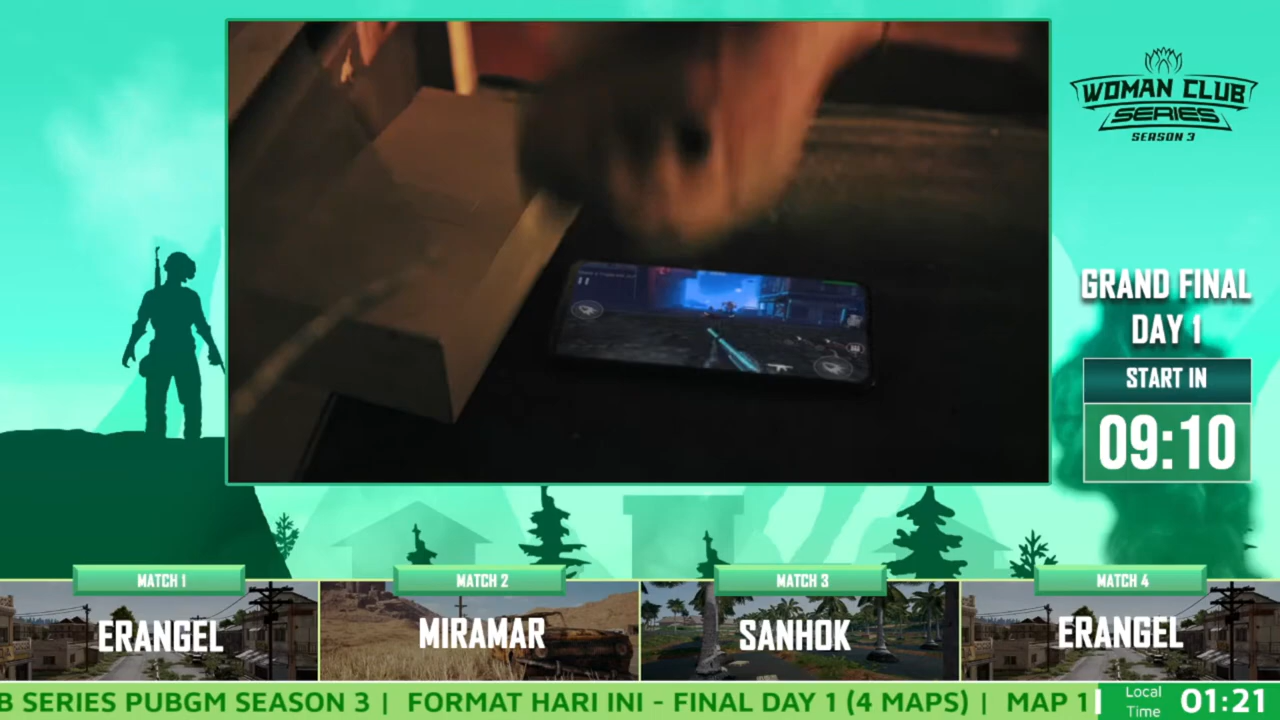 WOMAN CLUB
SERIES
SEASON 3
GRAND FINAL
DAY 1
START IN
09:10
MATCH 1
MATCH 2
MATCH 3
MATCH 4
ERANGEL
MIRAMAR
SANHOK
ERANGEL
B SERIES PUBGM SEASON 3 | FORMAT HARI INI - FINAL DAY 1 (4 MAPS) | MAP 1
Local
Time
01:21